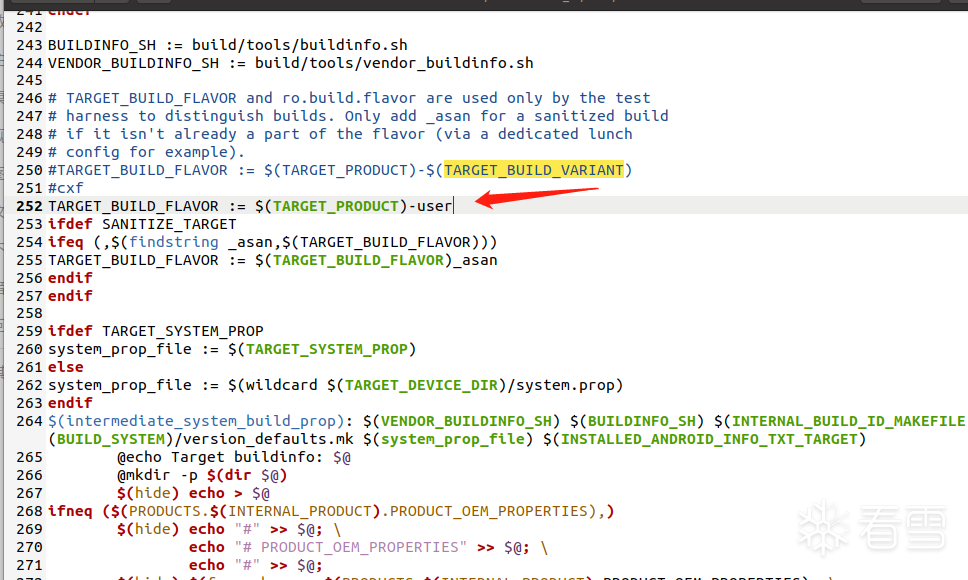 241 endef
242
243 BUILDINFO_SH := build/tools/buildinfo.sh
244 VENDOR_BUILDINFO_SH := build/tools/vendor_buildinfo.sh
245
246 # TARGET_BUILD_FLAVOR and ro.build.flavor are used only by the test
247 # harness to distinguish builds. Only add _asan for a sanitized build
248 # if it isn't already a part of the flavor (via a dedicated lunch
249 # config for example).
250 #TARGET_BUILD_FLAVOR := $(TARGET_PRODUCT)-$(TARGET_BUILD_VARIANT)
251 #cxf
252 TARGET_BUILD_FLAVOR := $(TARGET_PRODUCT)-user
253 ifdef SANITIZE_TARGET
254 ifeq (,$(findstring _asan,$(TARGET_BUILD_FLAVOR)))
255 TARGET_BUILD_FLAVOR := $(TARGET_BUILD_FLAVOR)_asan
256 endif
257 endif
258
259 ifdef TARGET_SYSTEM_PROP
260 system_prop_file := $(TARGET_SYSTEM_PROP)
261 else
262 system_prop_file := $(wildcard $(TARGET_DEVICE_DIR)/system.prop)
263 endif
264 $(intermediate_system_build_prop): $(VENDOR_BUILDINFO_SH) $(BUILDINFO_SH) $(INTERNAL_BUILD_ID_MAKEFILE
(BUILD_SYSTEM)/version_defaults.mk $(system_prop_file) $(INSTALLED_ANDROID_INFO_TXT_TARGET)
265 @echo Target buildinfo: $@
266 @mkdir -p $(dir $@)
267 $(hide) echo > $@
268 ifneq ($(PRODUCTS.$(INTERNAL_PRODUCT).PRODUCT_OEM_PROPERTIES),)
269 $(hide) echo "#" >> $@; \
270 echo "# PRODUCT_OEM_PROPERTIES" >> $@; \
271 echo "#" >> $@;
看雪